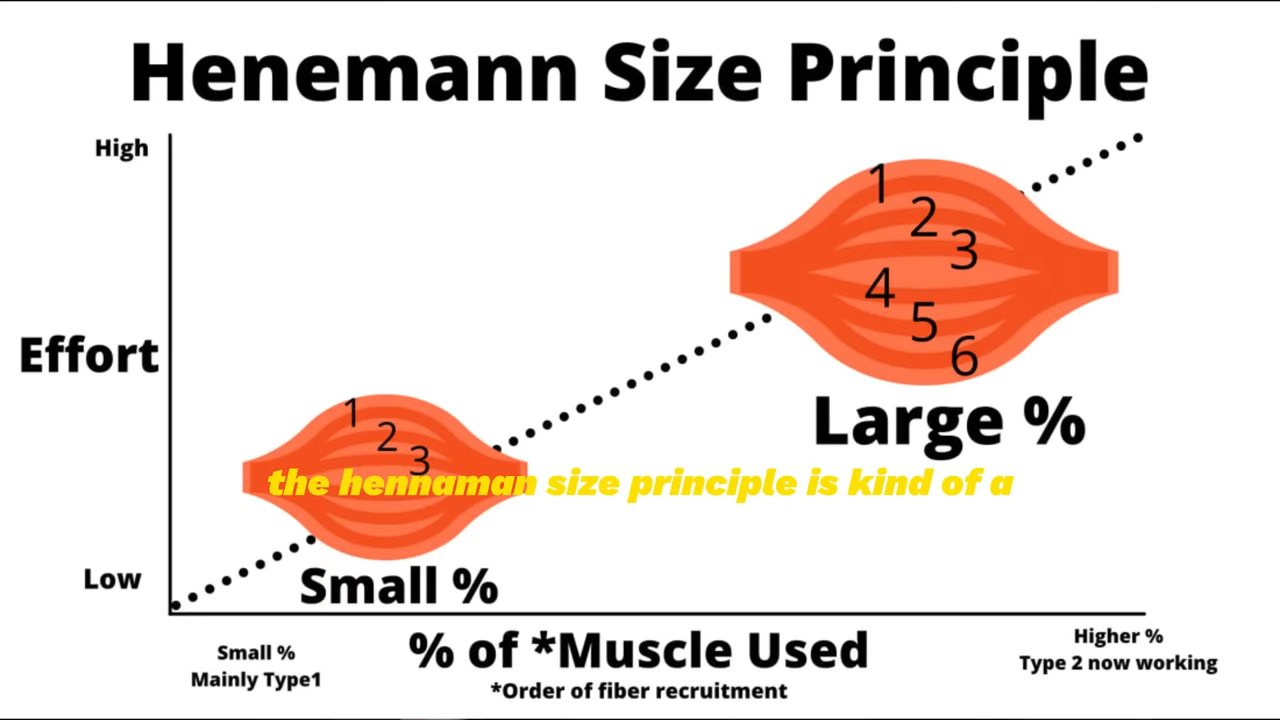 Henemann Size Principle
High
1
2
3
4
5
6
Effort
Large %
1
2
3
the hennaman size principle is kind of a
Low
Small %
% of *Muscle Used
Small %
Mainly Type1
Higher %
Type 2 now working
*Order of fiber recruitment